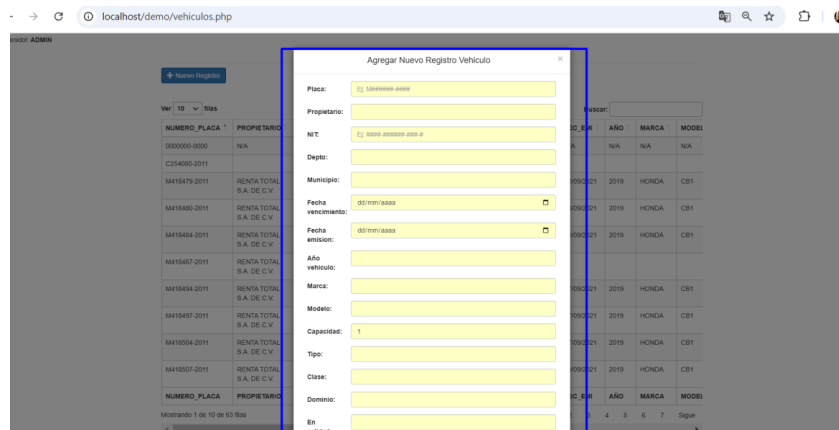 localhost/demo/vehiculos.php
ADMIN
Agregar Nuevo Registro Vehiculo ×
+ Nuevo Registro
Placa: Ej: M######-####
Ver 10 filas
Propietario:
Buscar:
NUMERO_PLACA PROPIETARIO AÑO MARCA MODEL
NIT: Ej: ####-######-###-#
0000000-0000 N/A N/A N/A N/A
Depto:
C254080-2011
Municipio:
M418479-2011 RENTA TOTAL 2019 HONDA CB1
S.A. DE C.V.
Fecha
vencimiento: dd/mm/aaaa
M418480-2011 RENTA TOTAL 2019 HONDA CB1
S.A. DE C.V.
Fecha
emision: dd/mm/aaaa
M418484-2011 RENTA TOTAL 2019 HONDA CB1
S.A. DE C.V.
Año
vehiculo:
M418487-2011 RENTA TOTAL
S.A. DE C.V.
Marca:
M418494-2011 RENTA TOTAL 2019 HONDA CB1
S.A. DE C.V.
Modelo:
M418497-2011 RENTA TOTAL 2019 HONDA CB1
S.A. DE C.V.
Capacidad: 1
M418504-2011 RENTA TOTAL 2019 HONDA CB1
S.A. DE C.V.
Tipo:
M418507-2011 RENTA TOTAL 2019 HONDA CB1
S.A. DE C.V.
Clase:
NUMERO_PLACA PROPIETARIO AÑO MARCA MODEL
Dominio:
Mostrando 1 de 10 de 63 filas 3 4 5 6 7 Sigue
En